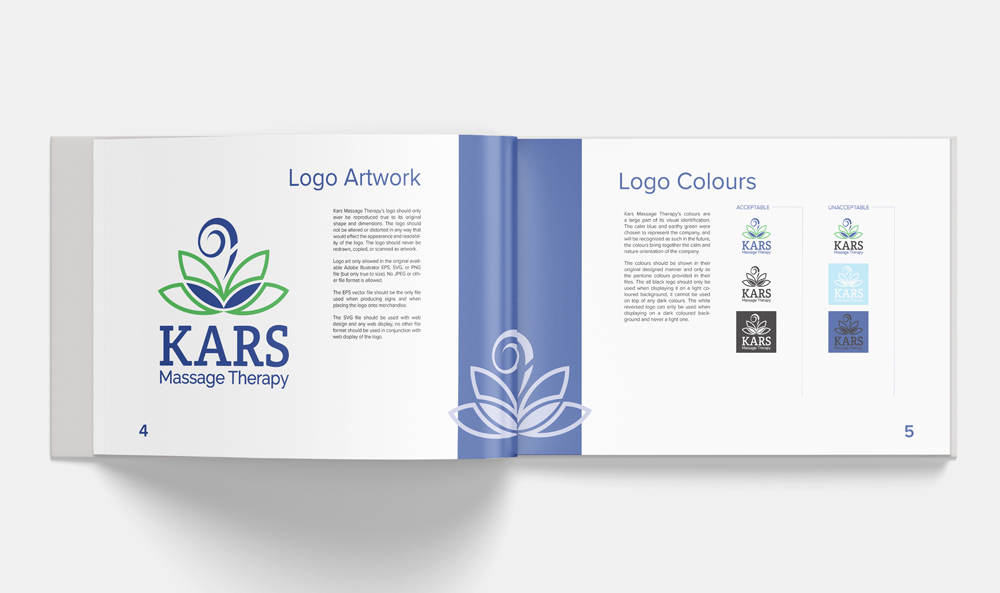 Logo Artwork
Kars Massage Therapy's logo should only
ever be reproduced true to its original
shape and dimensions. The logo should
not be altered or distorted in any way that
would effect the appearence and readabil-
ity of the logo. The logo should never be
redrawn, copied, or scanned as artwork.
Logo art only allowed in the original avail-
able Adobe Illustrator EPS, SVG, or PNG
file (but only true to size). No JPEG or oth-
er file format is allowed.
The EPS vector file should be the only file
used when producing signs and when
placing the logo onto merchandise.
The SVG file should be used with web
design and any web display, no other file
format should be used in conjunction with
web display of the logo.
KARS
Massage Therapy
4
Logo Colours
Kars Massage Therapy's colours are
a large part of its visual identification.
The calm blue and earthy green were
chosen to represent the company, and
will be recognised as such in the future,
the colours bring together the calm and
nature orientation of the company.
The colours should be shown in their
original designed manner and only as
the pantone colours provided in their
files. The all black logo should only be
used when displaying it on a light co-
loured background, it cannot be used
on top of any dark colours. The white
reversed logo can only be used when
displaying on a dark coloured back-
ground and never a light one.
ACCEPTABLE
KARS
Massage Therapy
KARS
Massage Therapy
KARS
Massage Therapy
UNACCEPTABLE
KARS
Massage Therapy
KARS
Massage Therapy
KARS
Massage Therapy
5